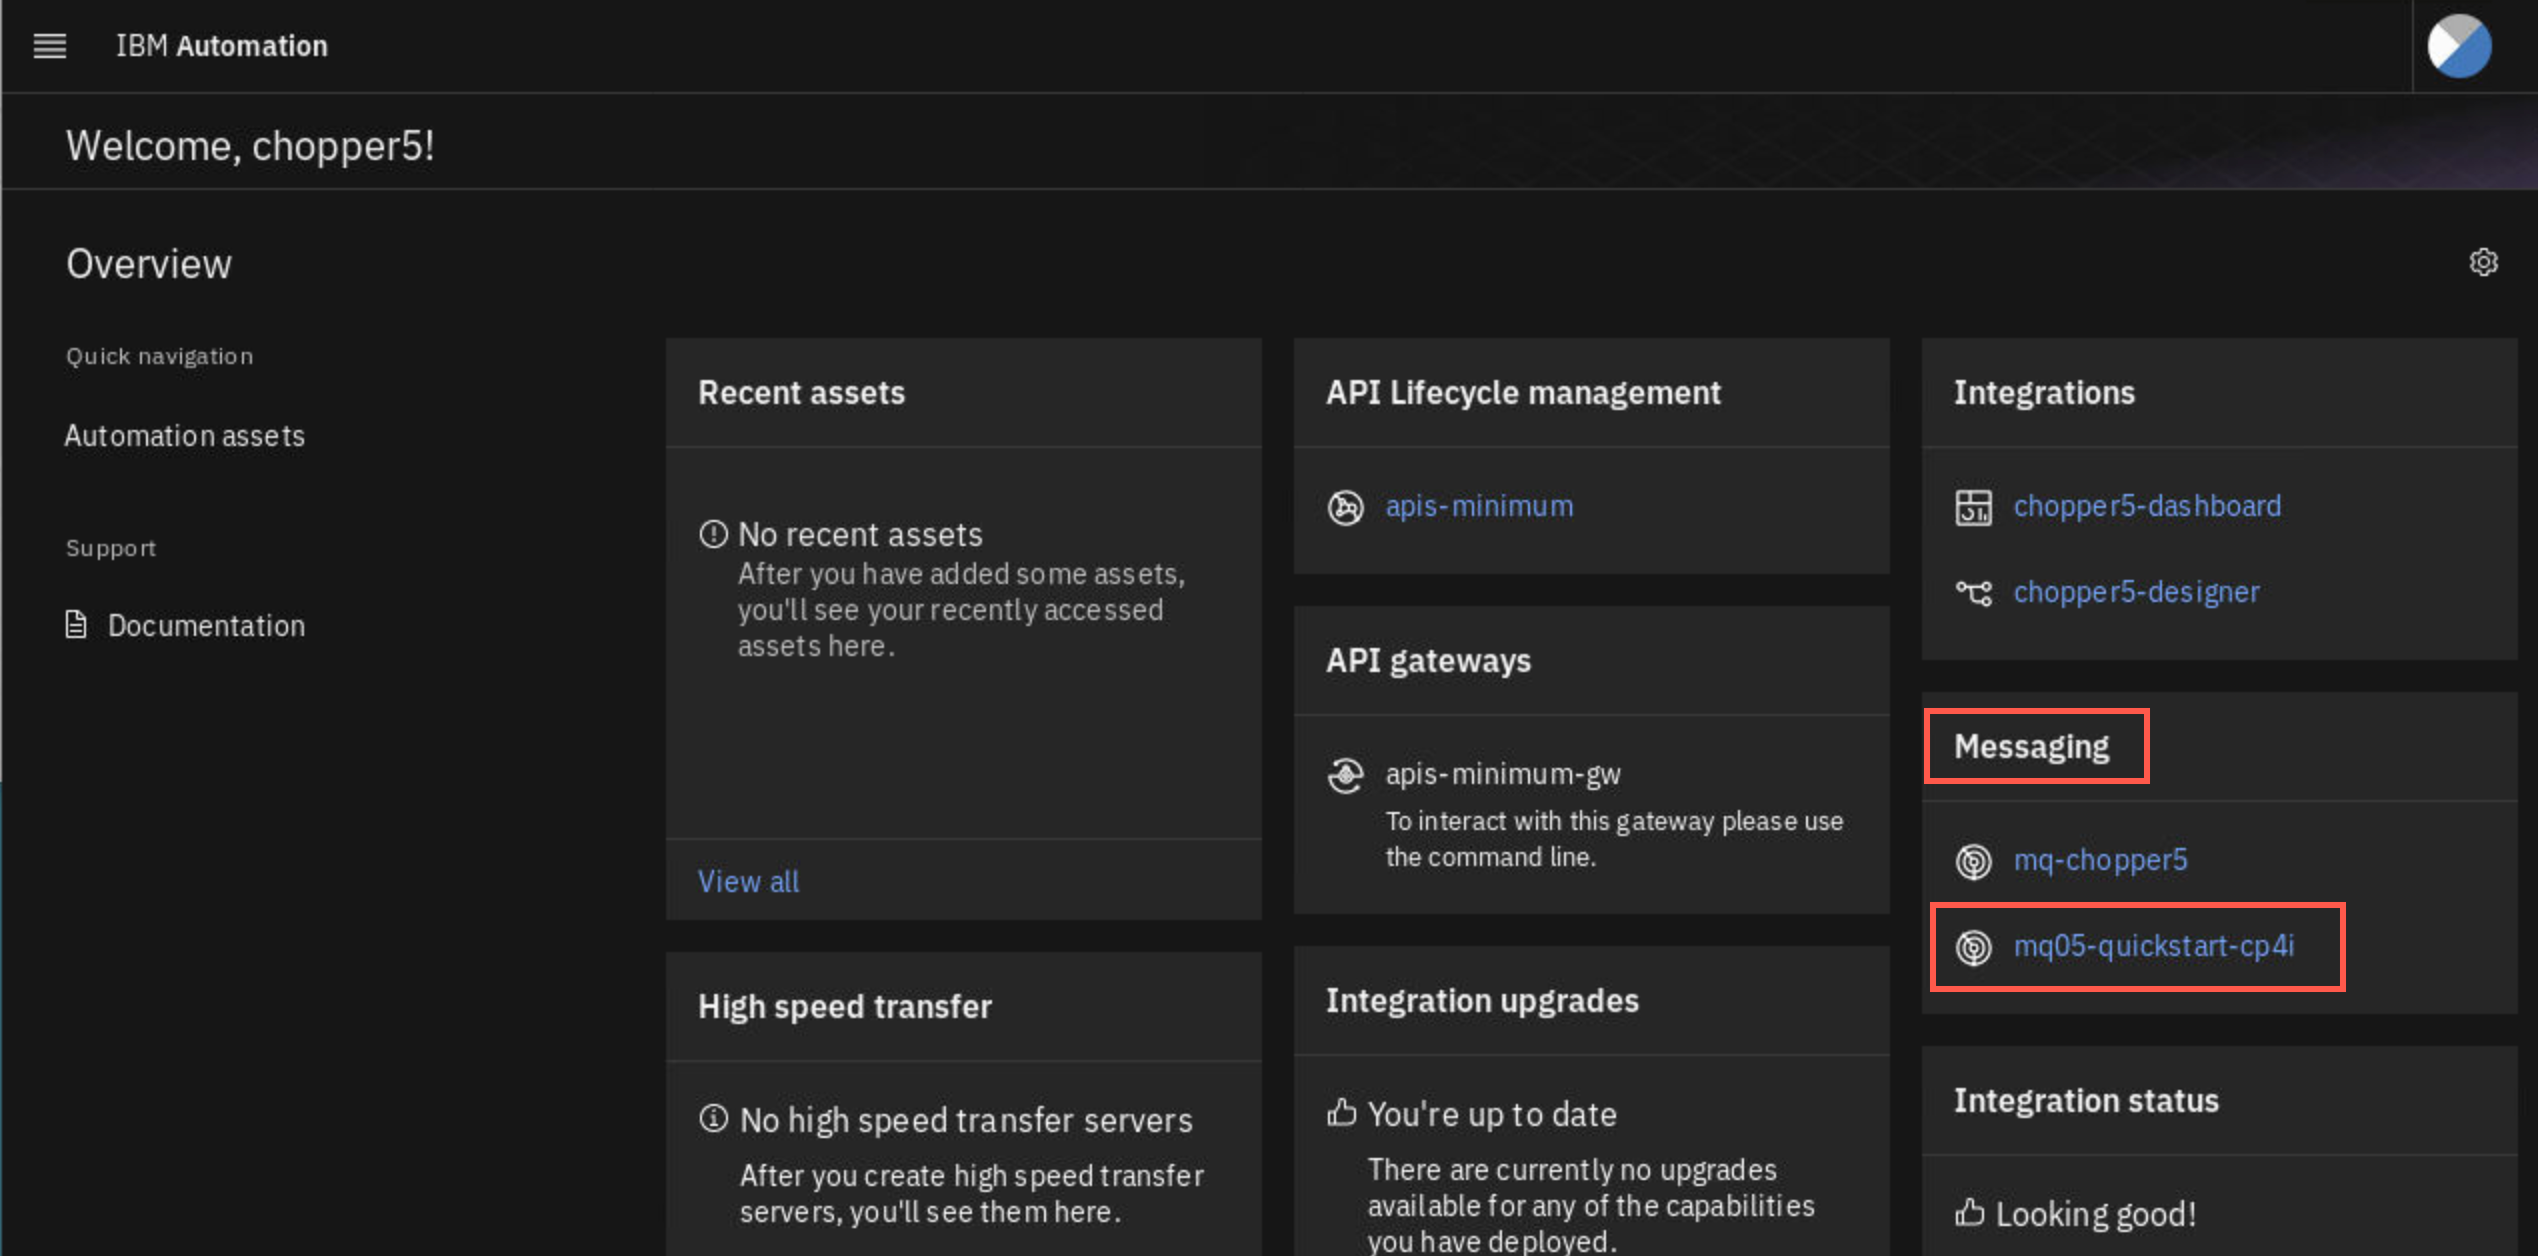 IBM Automation
Welcome, chopper5!
Overview
Quick navigation
Automation assets
Support
Documentation
Recent assets
No recent assets
After you have added some assets,
you'll see your recently accessed
assets here.
View all
High speed transfer
No high speed transfer servers
After you create high speed transfer
servers, you'll see them here.
API Lifecycle management
apis-minimum
API gateways
apis-minimum-gw
To interact with this gateway please use
the command line.
Integration upgrades
You're up to date
There are currently no upgrades
available for any of the capabilities
you have deployed.
Integrations
chopper5-dashboard
chopper5-designer
Messaging
mq-chopper5
mq05-quickstart-cp4i
Integration status
Looking good!